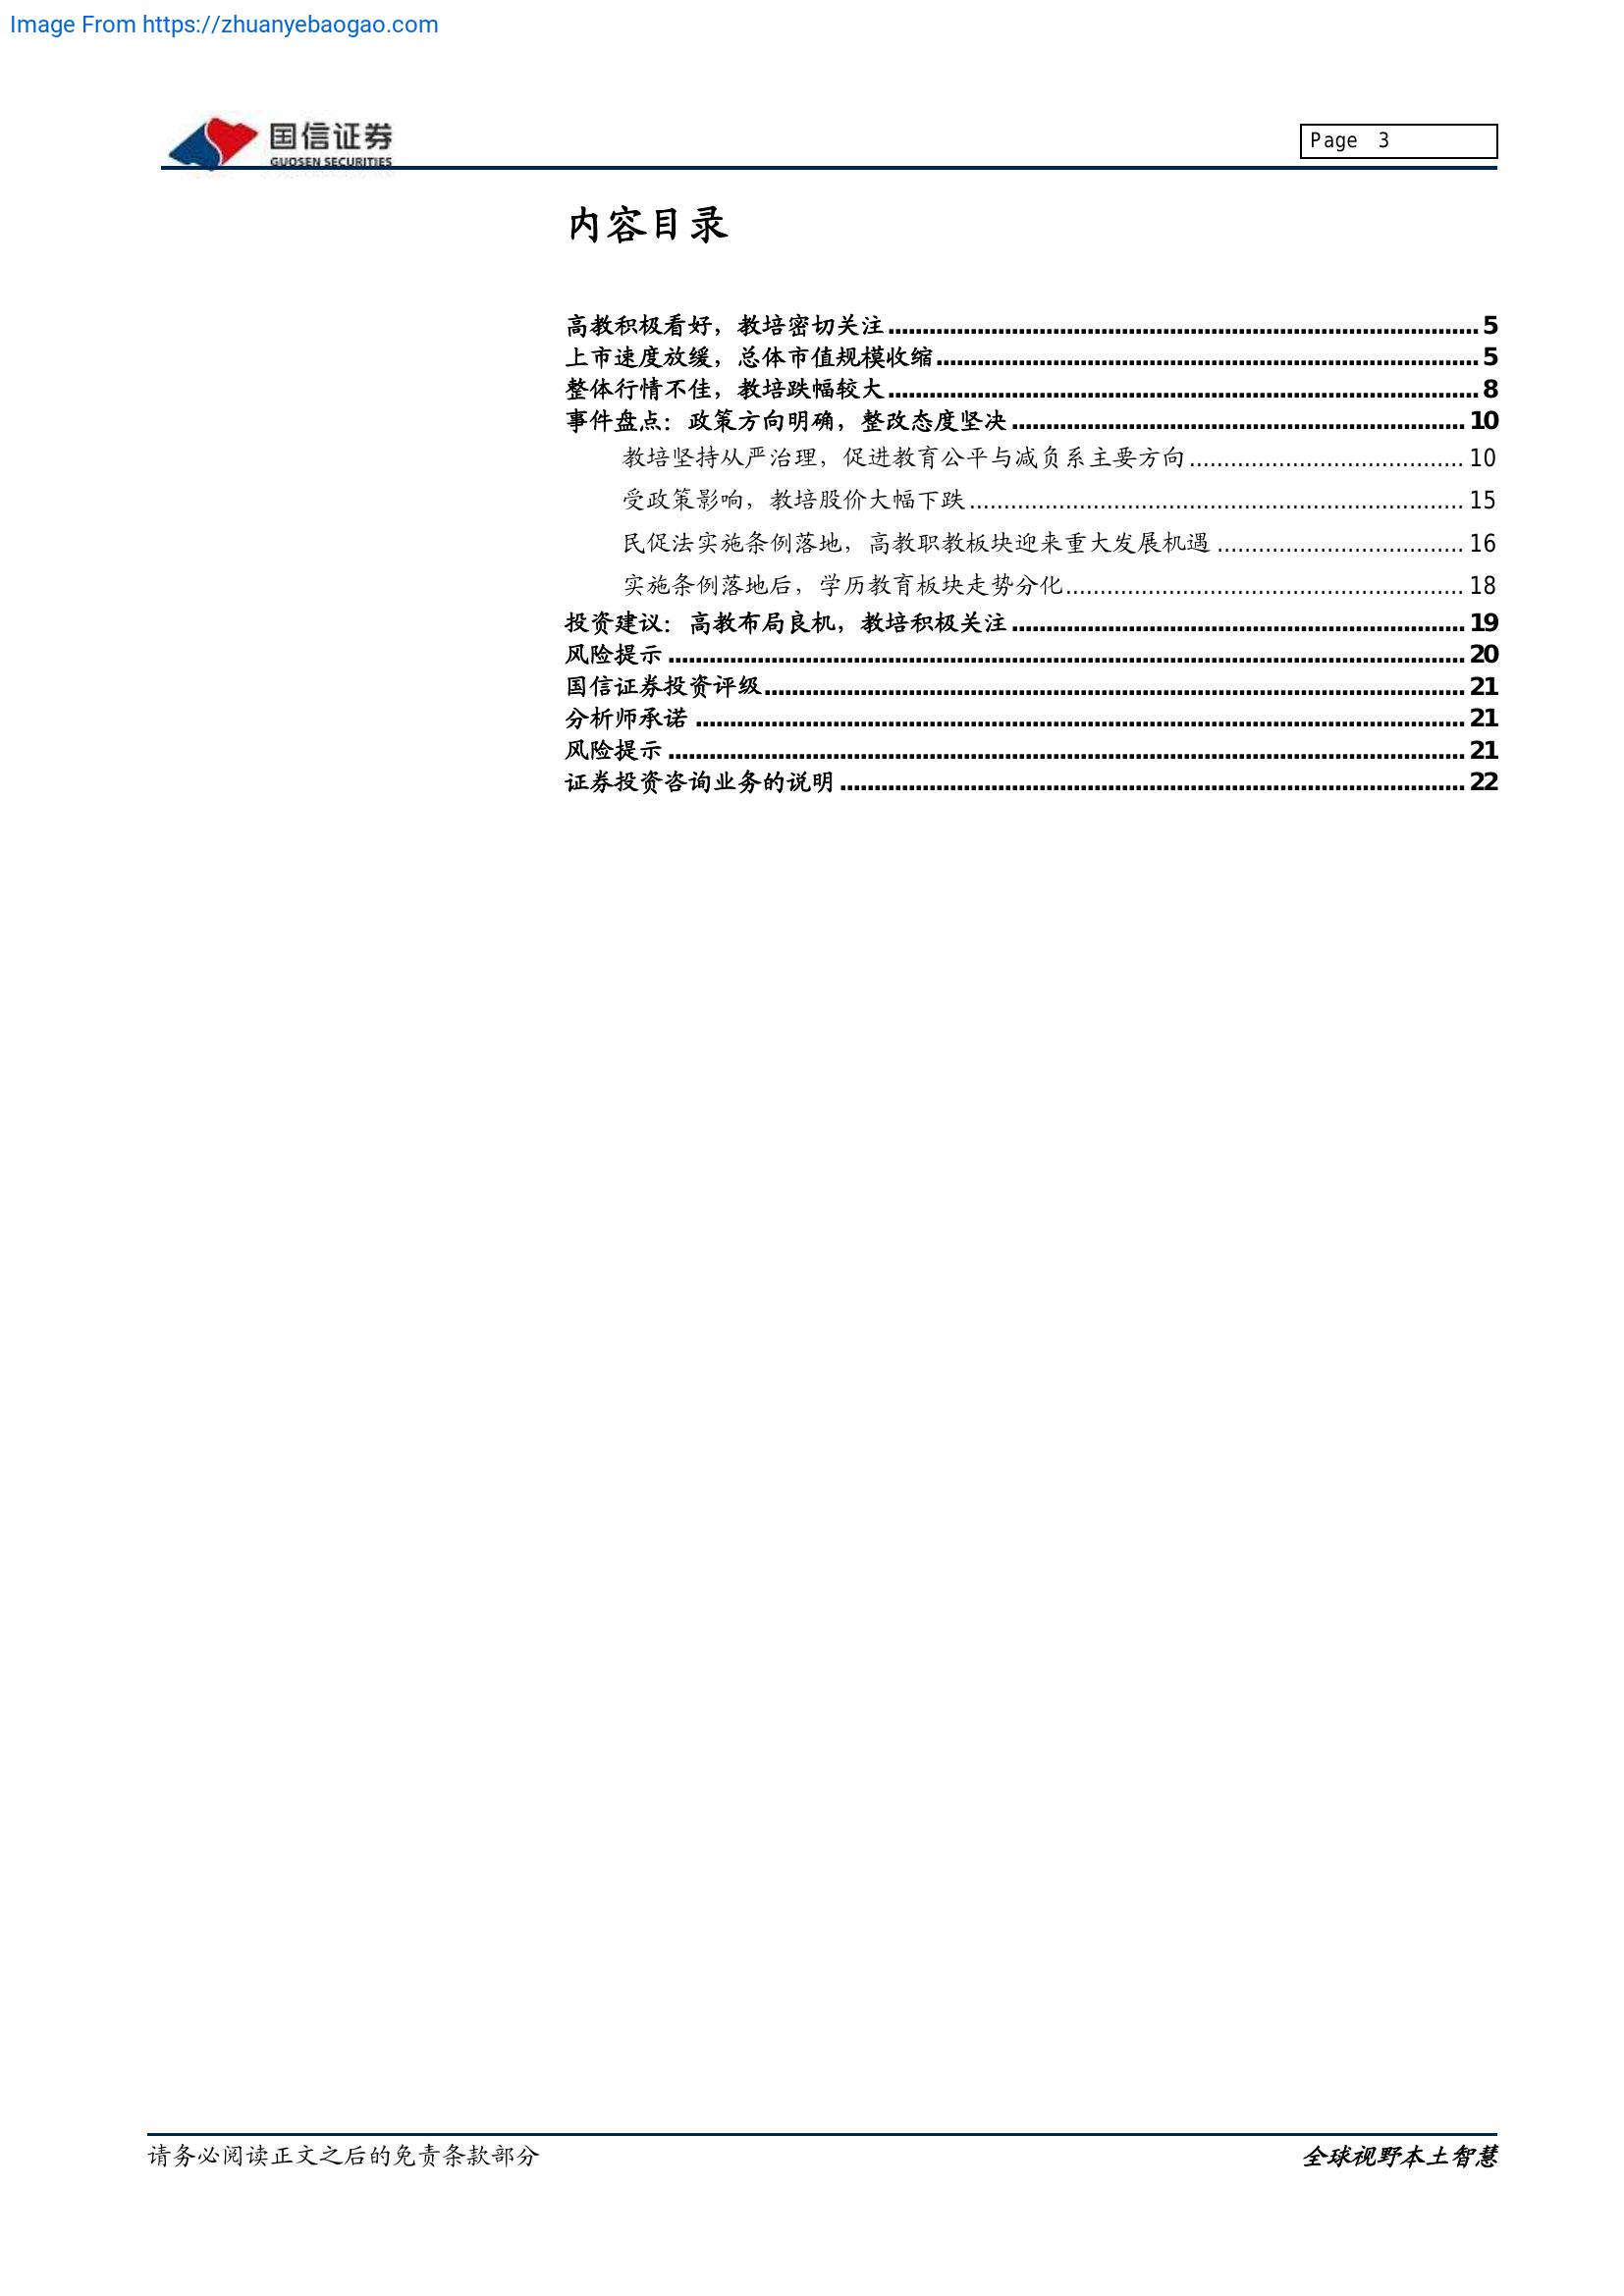 Image From https://zhuanyebaogao.com
国信证券
GUOSEN SECURITIES
Page 3
内容目录
高教积极看好，教培密切关注 5
上市速度放缓，总体市值规模收缩 5
整体行情不佳，教培跌幅较大 8
事件盘点：政策方向明确，整改态度坚决 10
教培坚持从严治理，促进教育公平与减负系主要方向 10
受政策影响，教培股价大幅下跌 15
民促法实施条例落地，高教职教板块迎来重大发展机遇 16
实施条例落地后，学历教育板块走势分化 18
投资建议：高教布局良机，教培积极关注 19
风险提示 20
国信证券投资评级 21
分析师承诺 21
风险提示 21
证券投资咨询业务的说明 22
请务必阅读正文之后的免责条款部分
全球视野本土智慧